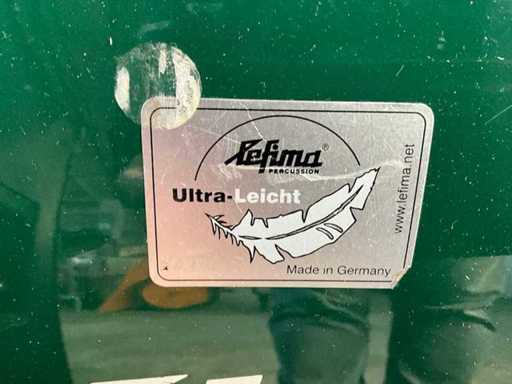 Lefima®
PERCUSSION
Ultra-Leicht
www.lefima.net
Made in Germany